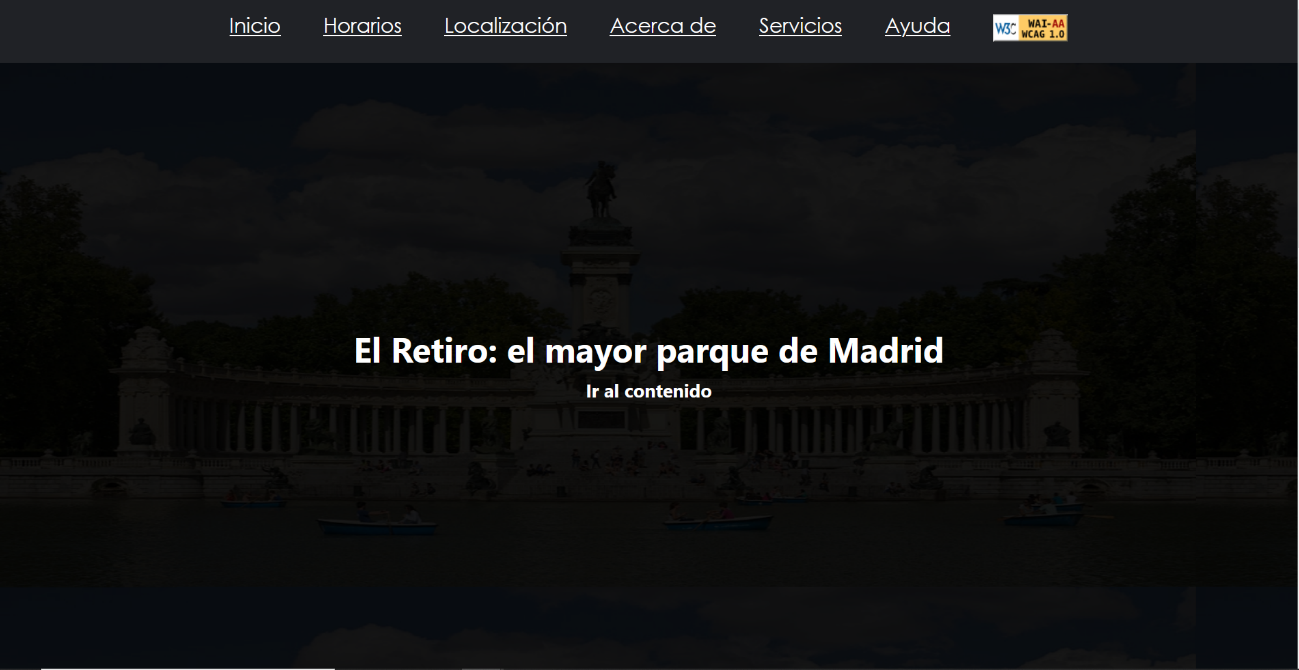 Inicio Horarios Localización Acerca de Servicios Ayuda W3C WAI-AA WCAG 1.0
El Retiro: el mayor parque de Madrid
Ir al contenido